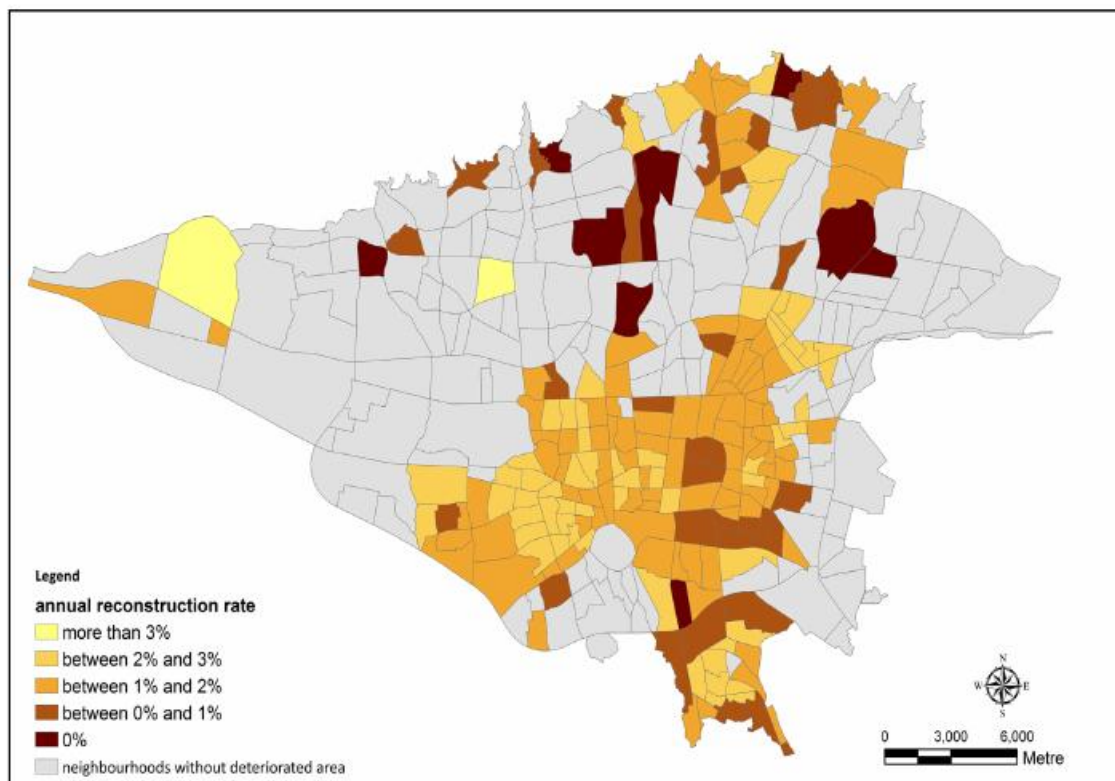 Legend
annual reconstruction rate
more than 3%
between 2% and 3%
between 1% and 2%
between 0% and 1%
0%
neighbourhoods without deteriorated area
N
W E
S
0 3,000 6,000
Metre